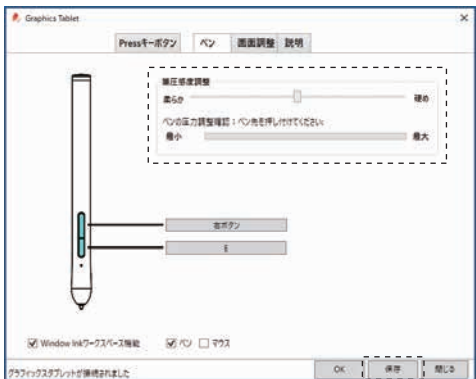 Graphics Tablet
Pressキーボタン ペン 画面調整 説明
筆圧感度調整
柔らか 硬め
ペンの圧力調整確認：ペン先を押し付けてください:
最小 最大
右ボタン
Window Inkワークスペース機能 ペン マウス
グラフィックスタブレットが接続されました OK 保存 閉じる